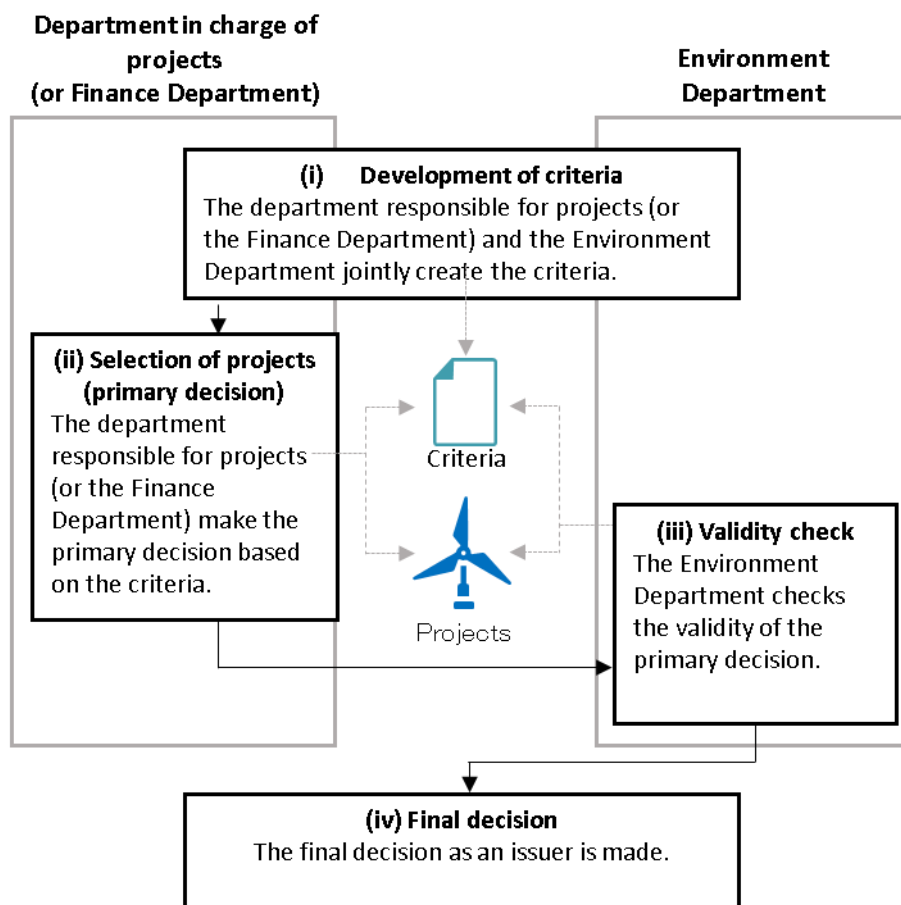 Department in charge of
projects
(or Finance Department)
Environment
Department
(i) Development of criteria
The department responsible for projects (or
the Finance Department) and the Environment
Department jointly create the criteria.
(ii) Selection of projects
(primary decision)
The department
responsible for projects
(or the Finance
Department) make the
primary decision based
on the criteria.
Criteria
Projects
(iii) Validity check
The Environment
Department checks
the validity of the
primary decision.
(iv) Final decision
The final decision as an issuer is made.